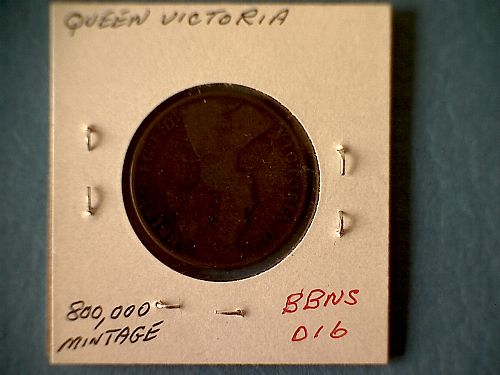 QUEEN VICTORIA
800,000
MINTAGE
BBNS
D16